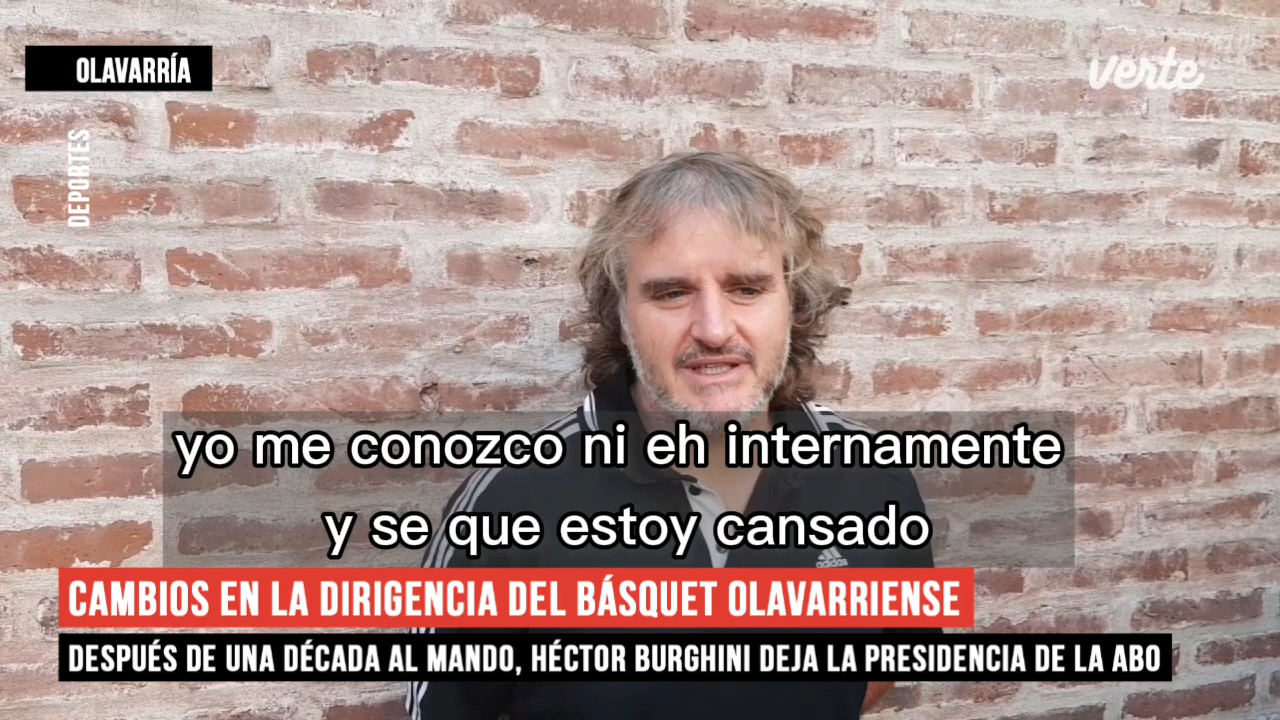 OLAVARRÍA
verte
DEPORTES
yo me conozco ni eh internamente
y se que estoy cansado
adidas
CAMBIOS EN LA DIRIGENCIA DEL BÁSQUET OLAVARRIENSE
DESPUÉS DE UNA DÉCADA AL MANDO, HÉCTOR BURGHINI DEJA LA PRESIDENCIA DE LA ABO